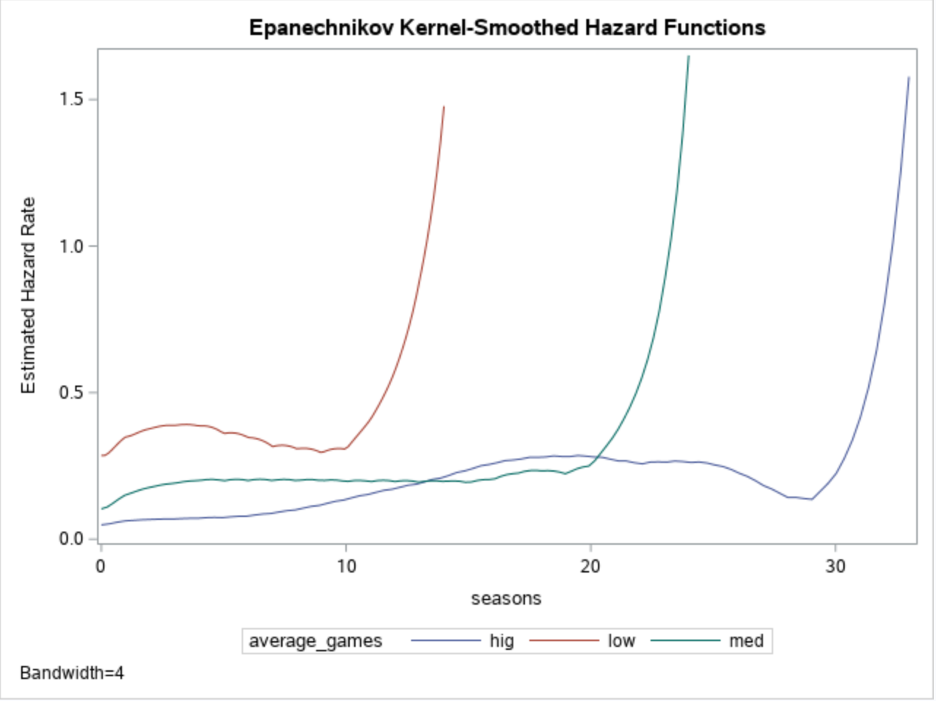 Epanechnikov Kernel-Smoothed Hazard Functions
Estimated Hazard Rate
1.5
1.0
0.5
0.0
0 10 20 30
seasons
average_games hig low med
Bandwidth=4